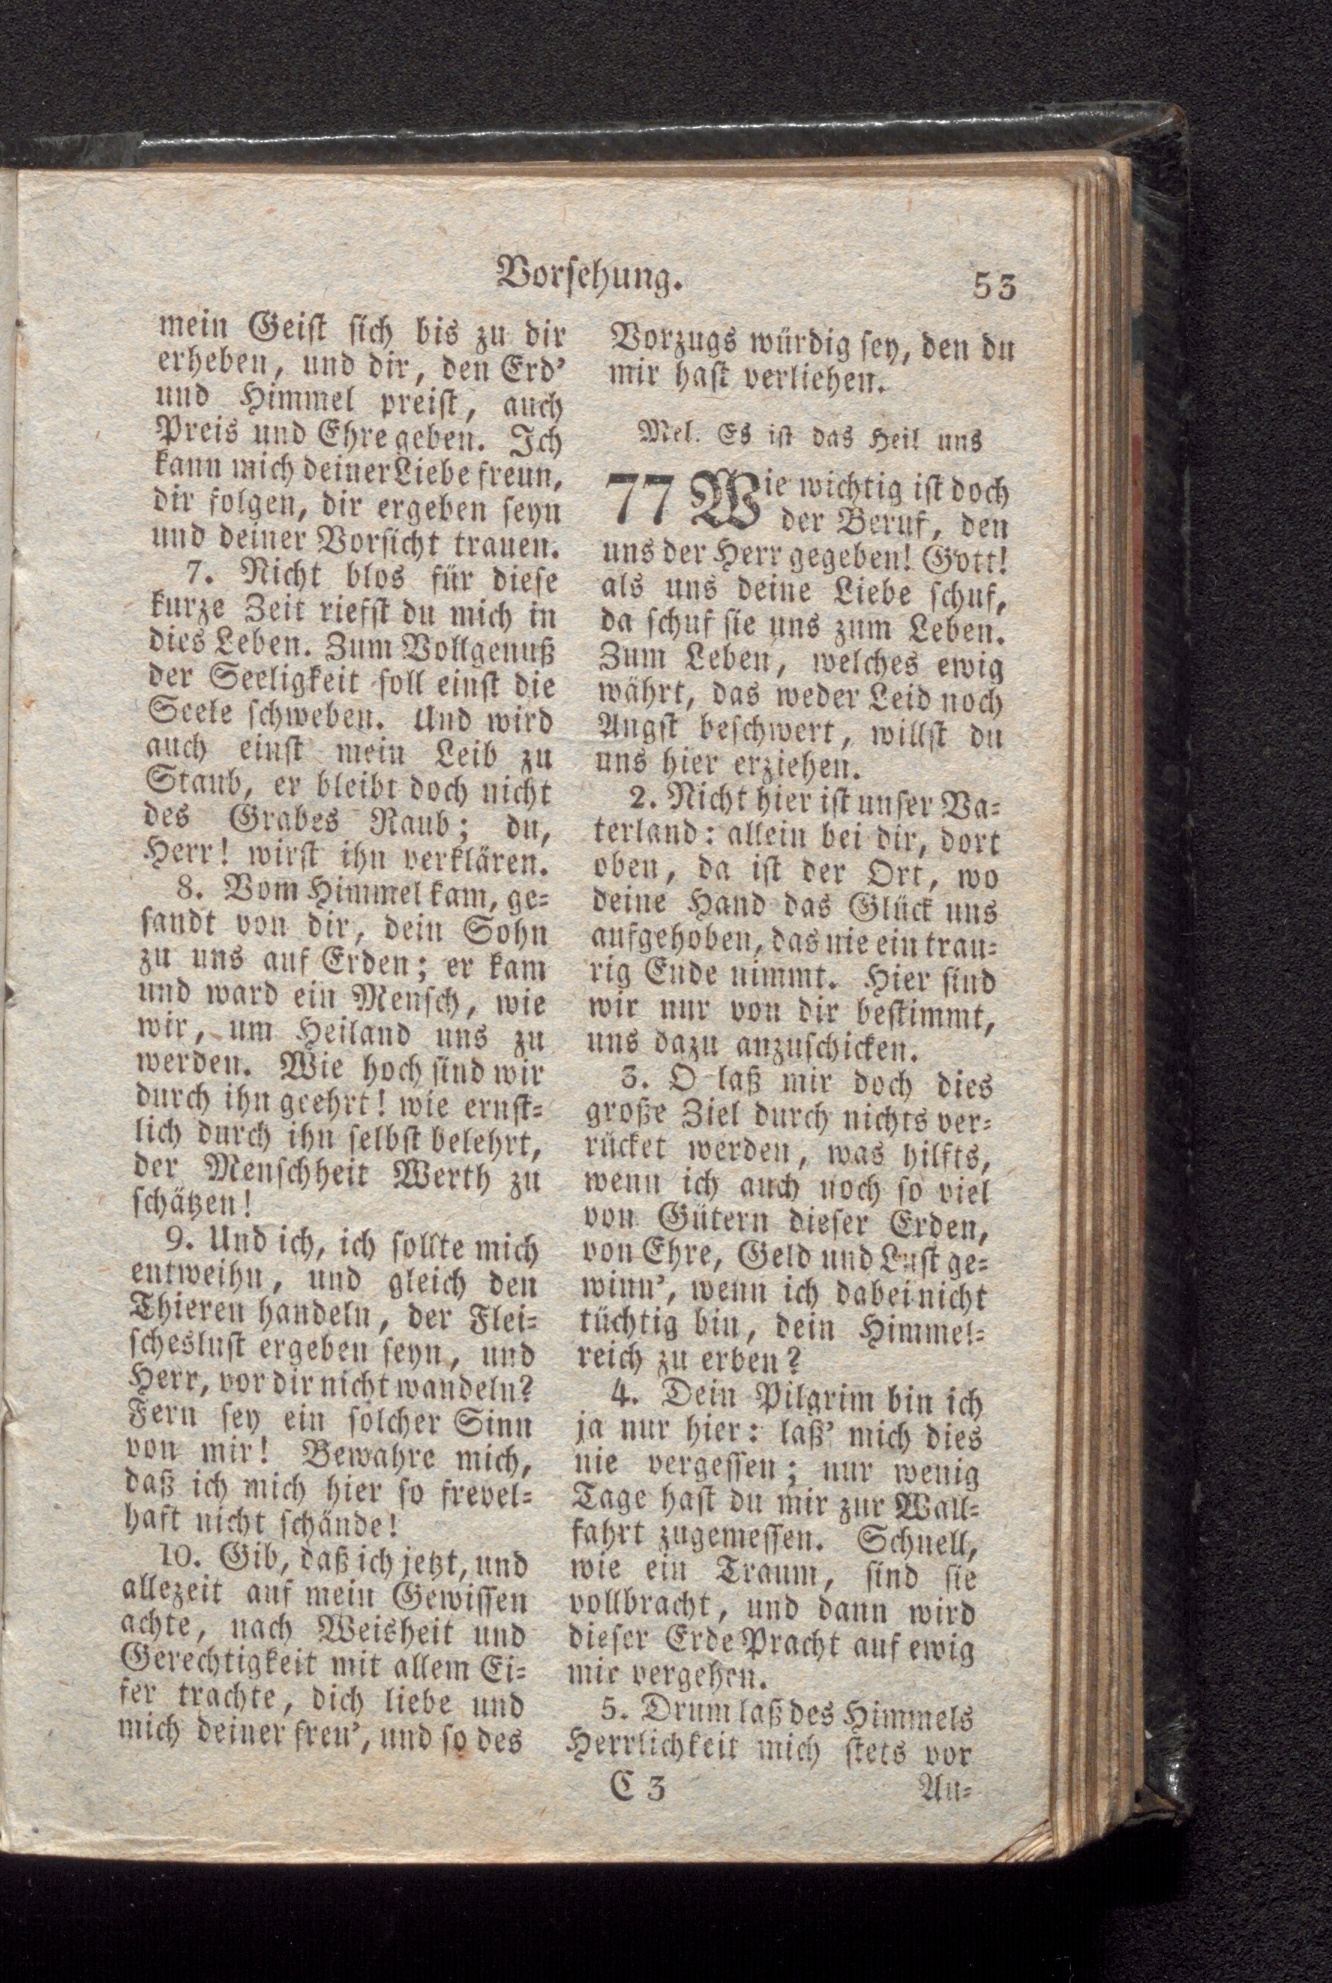 Vorsehung.
53
mein Geist sich bis zu dir
erheben, und dir, den Erd'
und Himmel preist, auch
Preis und Ehre geben. Ich
kann mich deiner Liebe freun,
dir folgen, dir ergeben seyn
und deiner Vorsicht trauen.
7. Nicht blos für diese
kurze Zeit riefst du mich in
dies Leben. Zum Vollgenuß
der Seeligkeit soll einst die
Seele schweben. Und wird
auch einst mein Leib zu
Staub, er bleibt doch nicht
des Grabes Raub; du,
Herr! wirst ihn verklären.
8. Vom Himmel kam, ge-
sandt von dir, dein Sohn
zu uns auf Erden; er kam
und ward ein Mensch, wie
wir, um Heiland uns zu
werden. Wie hoch sind wir
durch ihn geehrt! wie ernst-
lich durch ihn selbst belehrt,
der Menschheit Werth zu
schätzen!
9. Und ich, ich sollte mich
entweihn, und gleich den
Thieren handeln, der Flei-
scheslust ergeben seyn, und
Herr, vor dir nicht wandeln?
Fern sey ein solcher Sinn
von mir! Bewahre mich,
daß ich mich hier so frevel-
haft nicht schände!
10. Gib, daß ich jetzt, und
allezeit auf mein Gewissen
achte, nach Weisheit und
Gerechtigkeit mit allem Ei-
fer trachte, dich liebe und
mich deiner freu', und so des
Vorzugs würdig sey, den du
mir hast verliehen.
Mel. Es ist das Heil uns
77 Wie wichtig ist doch
der Beruf, den
uns der Herr gegeben! Gott!
als uns deine Liebe schuf,
da schuf sie uns zum Leben.
Zum Leben, welches ewig
währt, das weder Leid noch
Angst beschwert, willst du
uns hier erziehen.
2. Nicht hier ist unser Va-
terland: allein bei dir, dort
oben, da ist der Ort, wo
deine Hand das Glück uns
aufgehoben, das nie ein trau-
rig Ende nimmt. Hier sind
wir nur von dir bestimmt,
uns dazu anzuschicken.
3. O laß mir doch dies
große Ziel durch nichts ver-
rücket werden, was hilfts,
wenn ich auch noch so viel
von Gütern dieser Erden,
von Ehre, Geld und Lust ge-
winn', wenn ich dabei nicht
tüchtig bin, dein Himmel-
reich zu erben?
4. Dein Pilgrim bin ich
ja nur hier: laß' mich dies
nie vergessen; nur wenig
Tage hast du mir zur Wall-
fahrt zugemessen. Schnell,
wie ein Traum, sind sie
vollbracht, und dann wird
dieser Erde Pracht auf ewig
mir vergehen.
5. Drum laß des Himmels
Herrlichkeit mich stets vor
C 3
Au-